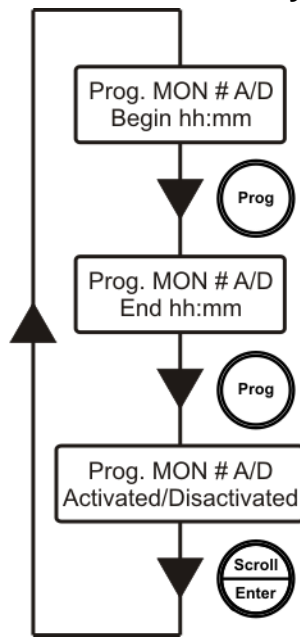 Prog. MON # A/D
Begin hh:mm
Prog
Prog. MON # A/D
End hh:mm
Prog
Prog. MON # A/D
Activated/Disactivated
Scroll
Enter